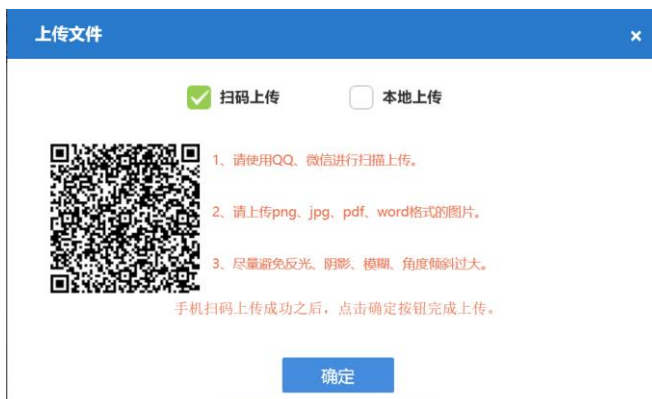 上传文件
扫码上传 本地上传
1、请使用QQ、微信进行扫描上传。
2、请上传png、jpg、pdf、word格式的图片。
3、尽量避免反光、阴影、模糊、角度倾斜过大。
手机扫码上传成功之后，点击确定按钮完成上传。
确定